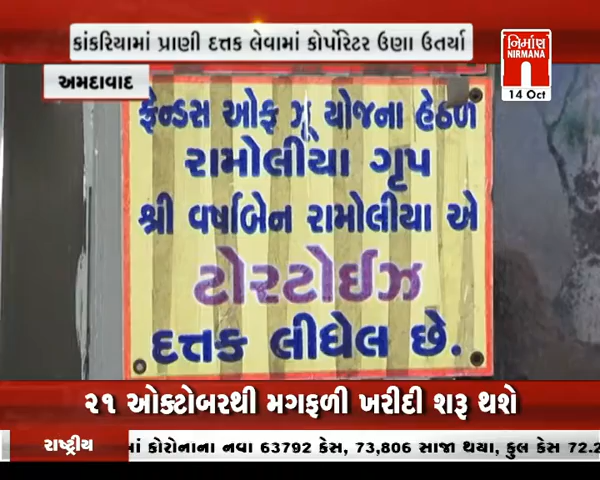 કાંકરિયામાં પ્રાણી દત્તક લેવામાં કોર્પોરેટર ઉણા ઉતર્યા
નિર્માણ
NIRMANA
14 Oct
અમદાવાદ
ફ્રેન્ડસ ઓફ ઝૂ યોજના હેઠળ
રામોલીયા ગૃપ
શ્રી વર્ષાબેન રામોલીયા એ
ટોરટોઈઝ
દત્તક લીધેલ છે.
૨૧ ઓક્ટોબરથી મગફળી ખરીદી શરૂ થશે
રાષ્ટ્રીય
માં કોરોનાના નવા 63792 કેસ, 73,806 સાજા થયા, કુલ કેસ 72.2